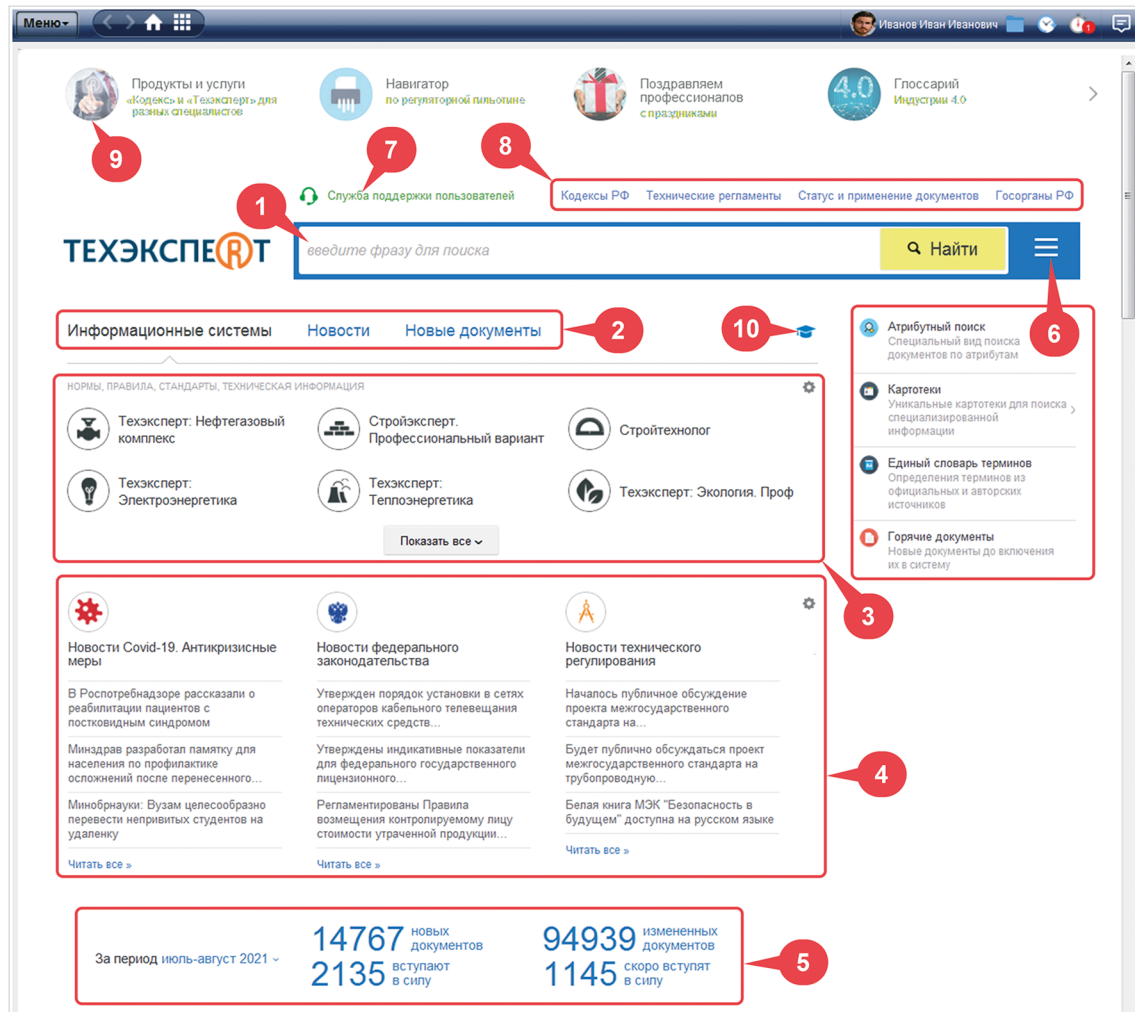 Меню
Иванов Иван Иванович
1
Продукты и услуги
«Кодекс» и «Техэксперт» для
разных специалистов
Навигатор
по регуляторной гильотине
Поздравляем
профессионалов
с праздниками
4.0
Глоссарий
Индустрии 4.0
9
7
8
Служба поддержки пользователей
Кодексы РФ Технические регламенты Статус и применение документов Госорганы РФ
1
ТЕХЭКСПЕRТ
введите фразу для поиска
Найти
6
Информационные системы Новости Новые документы
2
10
НОРМЫ, ПРАВИЛА, СТАНДАРТЫ, ТЕХНИЧЕСКАЯ ИНФОРМАЦИЯ
Техэксперт: Нефтегазовый
комплекс
Стройэксперт.
Профессиональный вариант
Стройтехнолог
Техэксперт:
Электроэнергетика
Техэксперт:
Теплоэнергетика
Техэксперт: Экология. Проф
Показать все
3
Атрибутный поиск
Специальный вид поиска
документов по атрибутам
Картотеки
Уникальные картотеки для поиска
специализированной
информации
Единый словарь терминов
Определения терминов из
официальных и авторских
источников
Горячие документы
Новые документы до включения
их в систему
Новости Covid-19. Антикризисные
меры
В Роспотребнадзоре рассказали о
реабилитации пациентов с
постковидным синдромом
Минздрав разработал памятку для
населения по профилактике
осложнений после перенесенного...
Минобрнауки: Вузам целесообразно
перевести непривитых студентов на
удаленку
Читать все »
Новости федерального
законодательства
Утвержден порядок установки в сетях
операторов кабельного телевещания
технических средств...
Утверждены индикативные показатели
для федерального государственного
лицензионного...
Регламентированы Правила
возмещения контролируемому лицу
стоимости утраченной продукции...
Читать все »
Новости технического
регулирования
Началось публичное обсуждение
проекта межгосударственного
стандарта на...
Будет публично обсуждаться проект
межгосударственного стандарта на
трубопроводную...
Белая книга МЭК "Безопасность в
будущем" доступна на русском языке
Читать все »
4
За период июль-август 2021
14767 новых
документов
94939 измененных
документов
2135 вступают
в силу
1145 скоро вступят
в силу
5